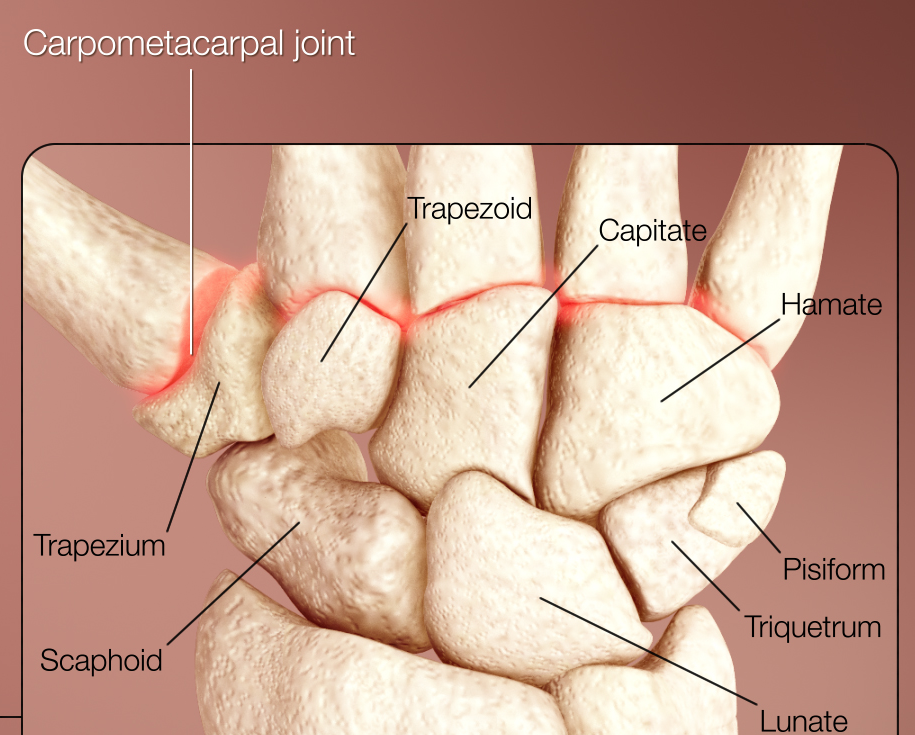 Carpometacarpal joint
Trapezoid
Capitate
Hamate
Trapezium
Pisiform
Triquetrum
Scaphoid
Lunate